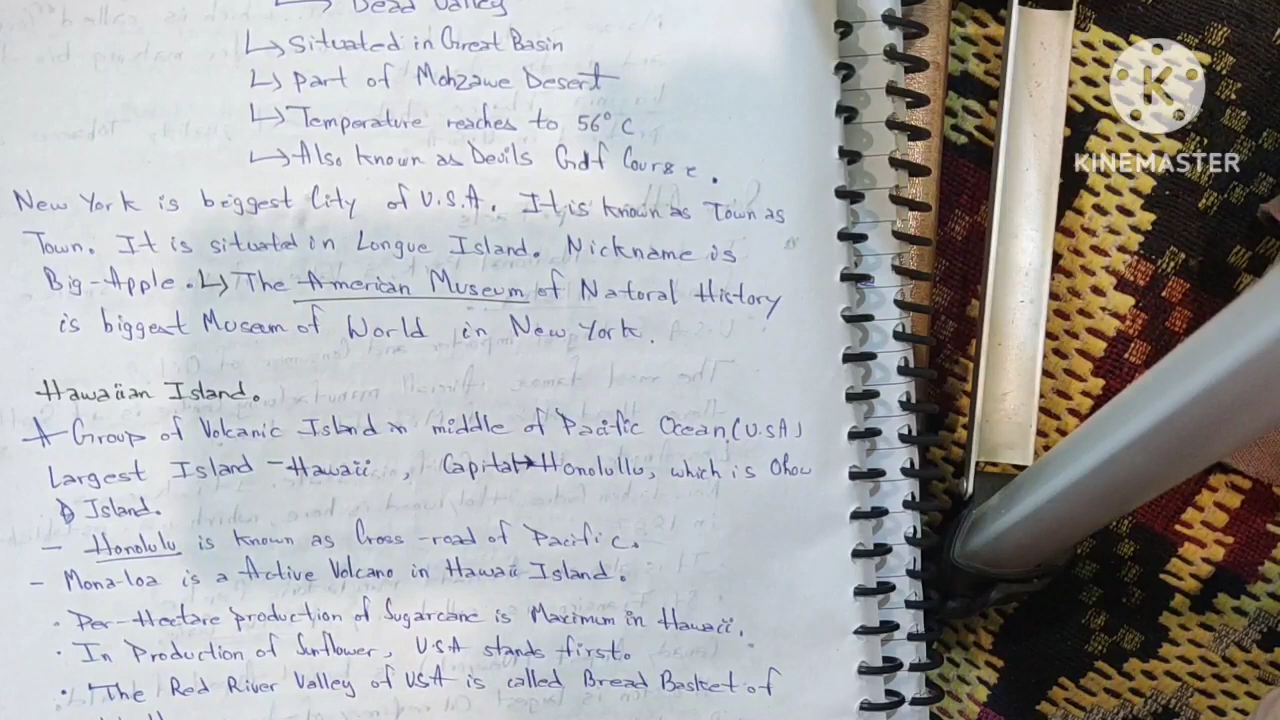 Dead Valley
↳ Situated in Great Basin
↳ Part of Mohzawe Desert
↳ Temperature reaches to 56° C
↳ Also known as Devils Golf Course.
New York is biggest City of U.S.A. It is known as Town as
Town. It is situated in Longue Island. Nickname is
Big-Apple. ↳ The American Museum of Natoral History
is biggest Museum of World in New York.
Hawaiian Island.
A Group of Volcanic Island in middle of Pacific Ocean (U.S.A)
Largest Island - Hawaii, Capital → Honolullu, which is Ohou
Island.
- Honolulu is known as Cross-road of Pacific.
- Mona-loa is a Active Volcano in Hawaii Island.
· Per-Hectare production of Sugarcane is Maximum in Hawaii.
· In Production of Sunflower, U.S.A stands first.
· The Red River Valley of USA is called Bread Basket of
K
KINEMASTER